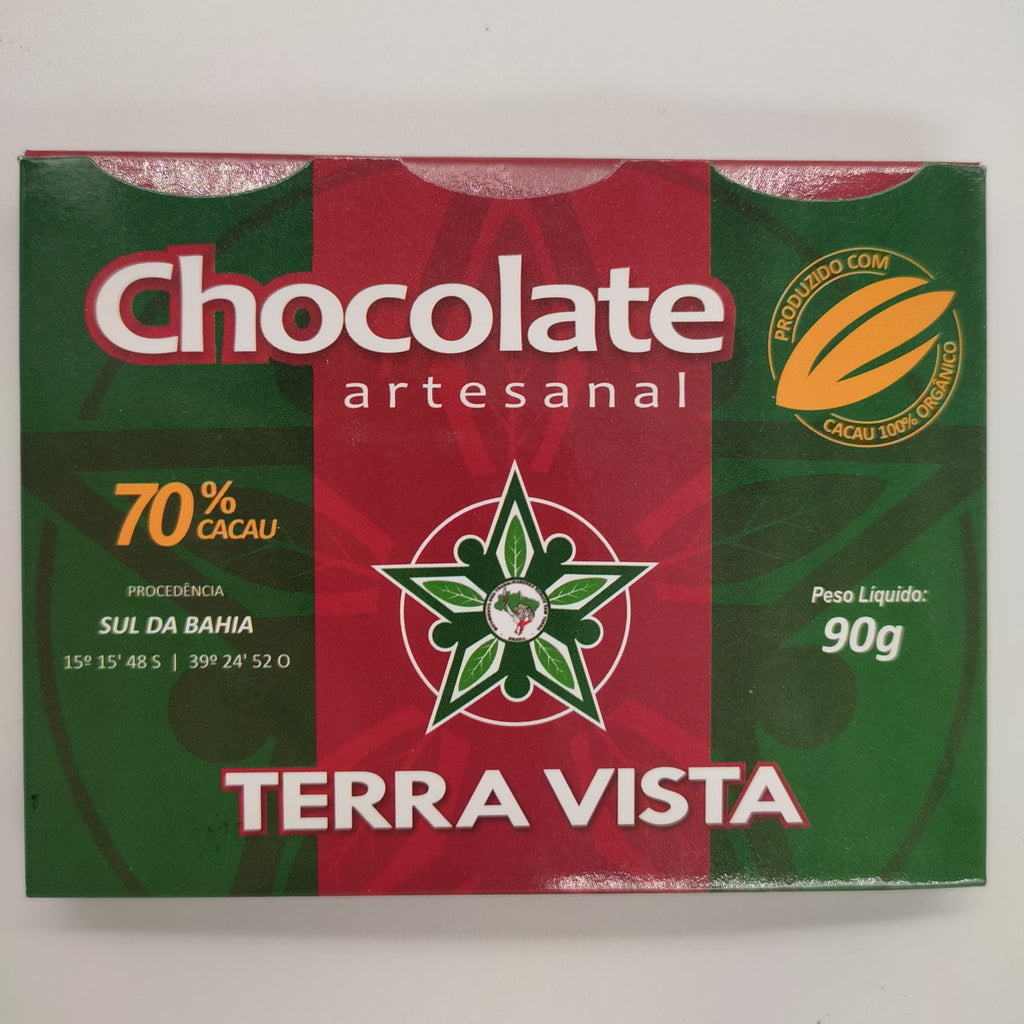 Chocolate
artesanal
PRODUZIDO COM
CACAU 100% ORGÂNICO
70% CACAU
PROCEDÊNCIA
SUL DA BAHIA
15º 15' 48 S | 39º 24' 52 O
Peso Líquido:
90g
TERRA VISTA